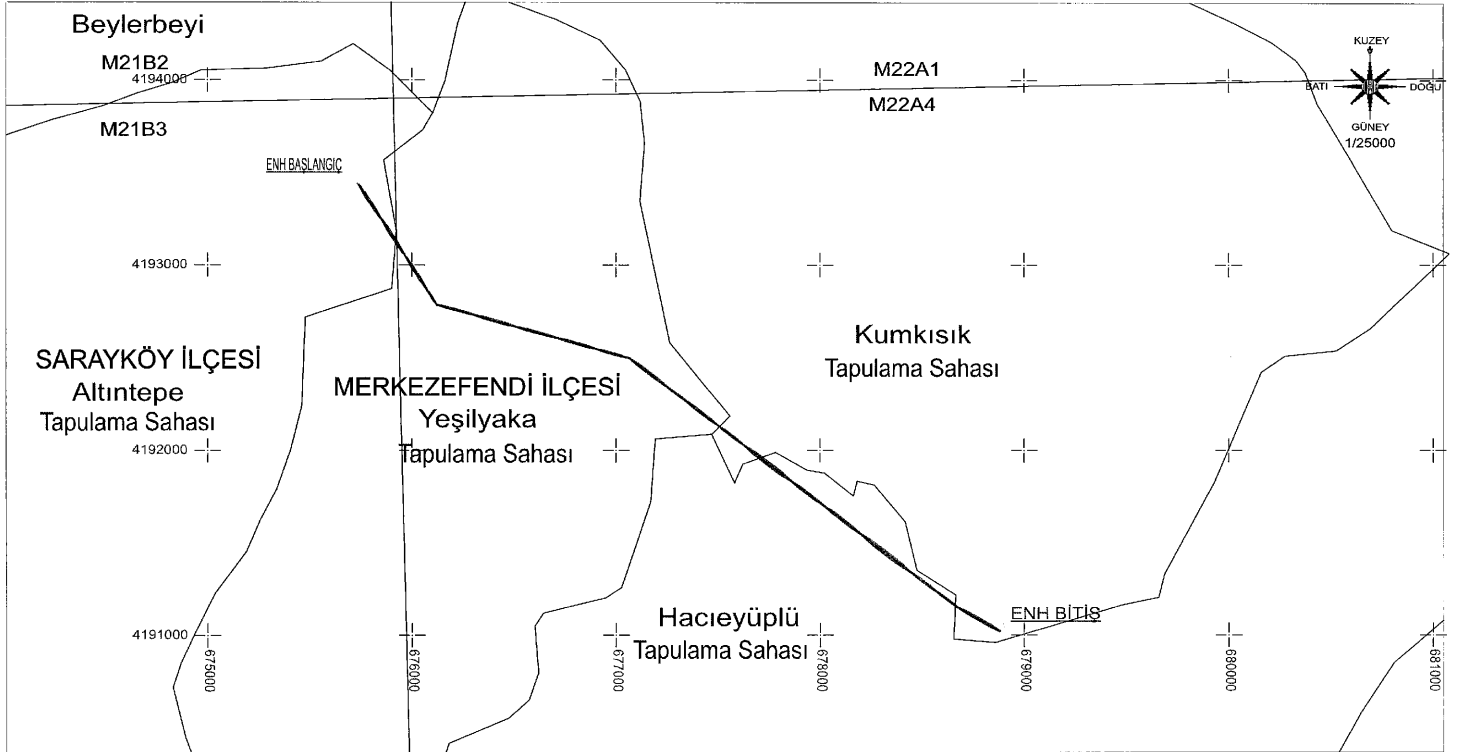 Beylerbeyi
M21B2
M21B3
4194000
M22A1
M22A4
KUZEY
BATI
DOĞU
GÜNEY
1/25000
ENH BAŞLANGIÇ
4193000
SARAYKÖY İLÇESİ
Altıntepe
Tapulama Sahası
MERKEZEFENDİ İLÇESİ
Yeşilyaka
Tapulama Sahası
Kumkısık
Tapulama Sahası
4192000
Hacıeyüplü
Tapulama Sahası
ENH BİTİŞ
4191000
675000
676000
677000
678000
679000
680000
681000